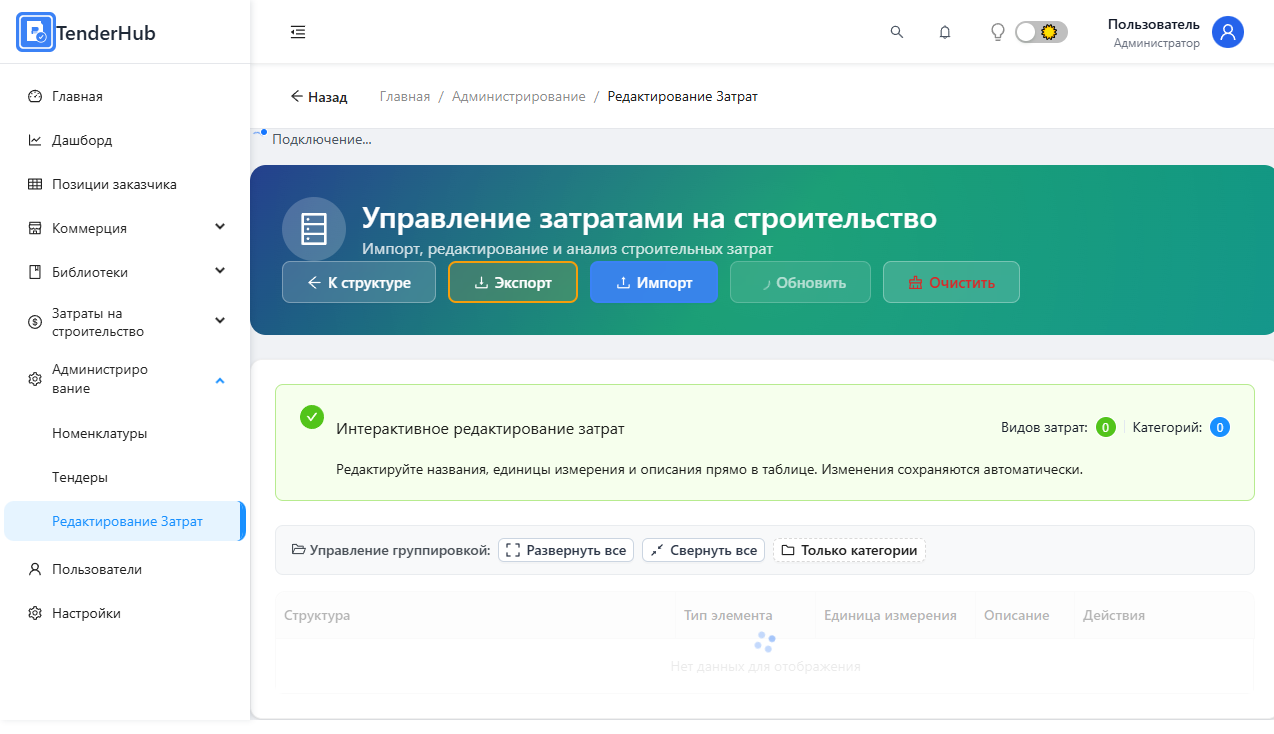 TenderHub
Пользователь
Администратор
Главная
Дашборд
Позиции заказчика
Коммерция
Библиотеки
Затраты на
строительство
Администриро
вание
Номенклатуры
Тендеры
Редактирование Затрат
Пользователи
Настройки
Назад Главная / Администрирование / Редактирование Затрат
Подключение...
Управление затратами на строительство
Импорт, редактирование и анализ строительных затрат
К структуре Экспорт Импорт Обновить Очистить
Интерактивное редактирование затрат Видов затрат: 0 Категорий: 0
Редактируйте названия, единицы измерения и описания прямо в таблице. Изменения сохраняются автоматически.
Управление группировкой: Развернуть все Свернуть все Только категории
Структура Тип элемента Единица измерения Описание Действия
Нет данных для отображения